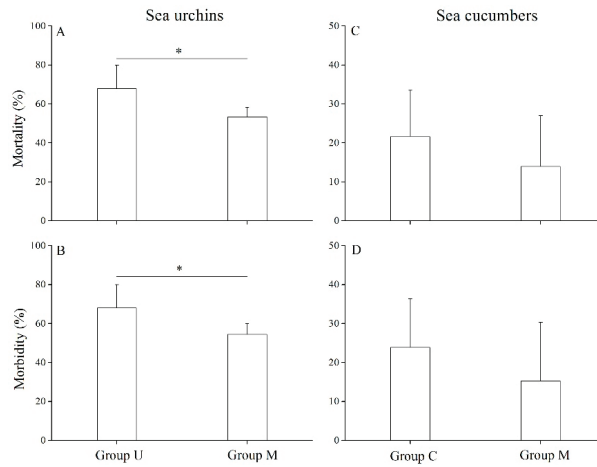 Sea urchins
Sea cucumbers
A
100
80
60
40
20
0
Mortality (%)
*
C
50
40
30
20
10
0
B
100
80
60
40
20
0
Morbidity (%)
*
Group U
Group M
D
50
40
30
20
10
0
Group C
Group M